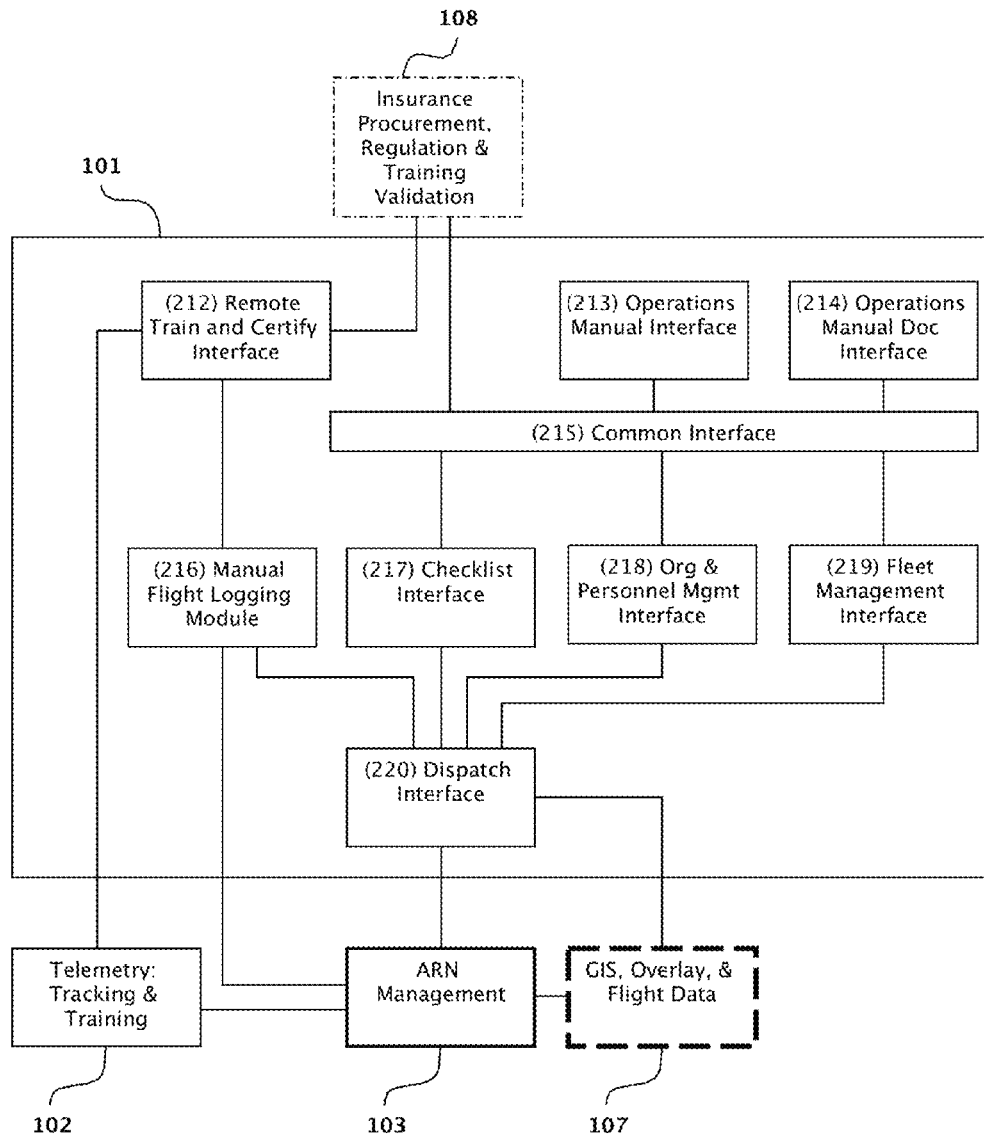 108
Insurance
Procurement,
Regulation &
Training
Validation
101
(212) Remote
Train and Certify
Interface
(213) Operations
Manual Interface
(214) Operations
Manual Doc
Interface
(215) Common Interface
(216) Manual
Flight Logging
Module
(217) Checklist
Interface
(218) Org &
Personnel Mgmt
Interface
(219) Fleet
Management
Interface
(220) Dispatch
Interface
Telemetry:
Tracking &
Training
ARN
Management
GIS, Overlay, &
Flight Data
102
103
107